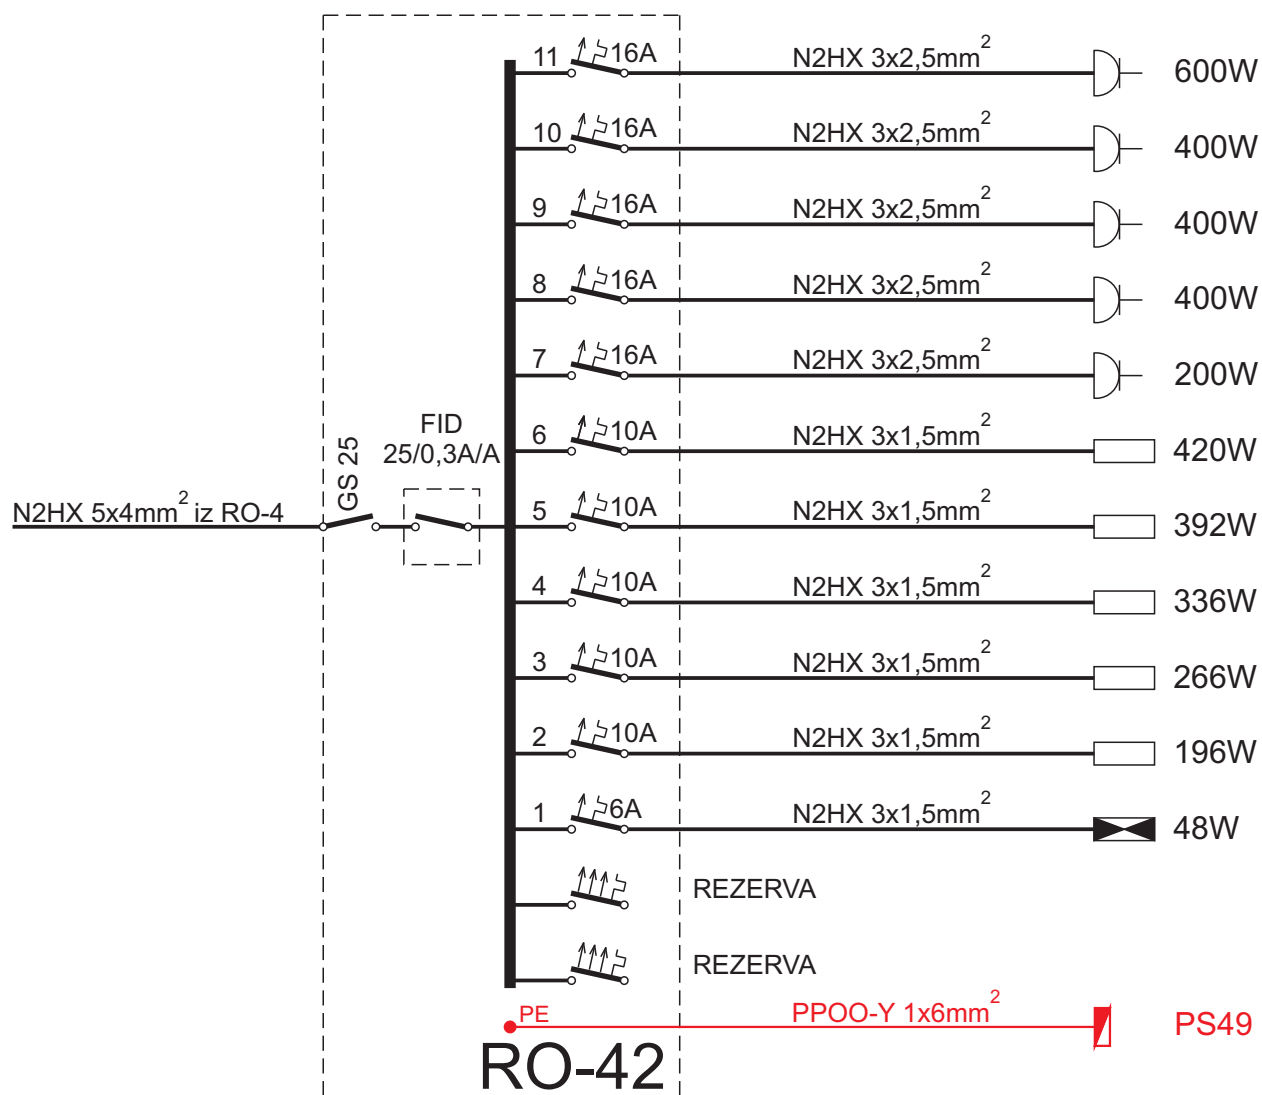 11 16A N2HX 3x2,5mm² 600W
10 16A N2HX 3x2,5mm² 400W
9 16A N2HX 3x2,5mm² 400W
8 16A N2HX 3x2,5mm² 400W
7 16A N2HX 3x2,5mm² 200W
6 10A N2HX 3x1,5mm² 420W
FID
25/0,3A/A
GS 25
N2HX 5x4mm² iz RO-4
5 10A N2HX 3x1,5mm² 392W
4 10A N2HX 3x1,5mm² 336W
3 10A N2HX 3x1,5mm² 266W
2 10A N2HX 3x1,5mm² 196W
1 6A N2HX 3x1,5mm² 48W
REZERVA
REZERVA
PE PPOO-Y 1x6mm² PS49
RO-42